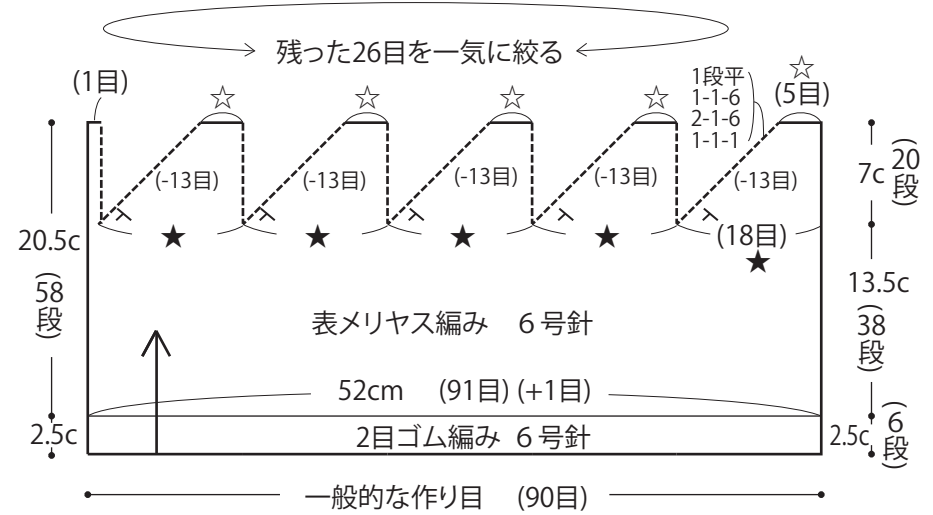 残った26目を一気に絞る
(1目)
☆
☆
☆
☆
☆
(5目)
1段平
1-1-6
2-1-6
1-1-1
(-13目)
(-13目)
(-13目)
(-13目)
(-13目)
7c
(20段)
★
★
★
★
(18目)
★
20.5c
(58段)
13.5c
(38段)
表メリヤス編み 6号針
52cm (91目) (+1目)
2.5c
2目ゴム編み 6号針
2.5c
(6段)
一般的な作り目 (90目)